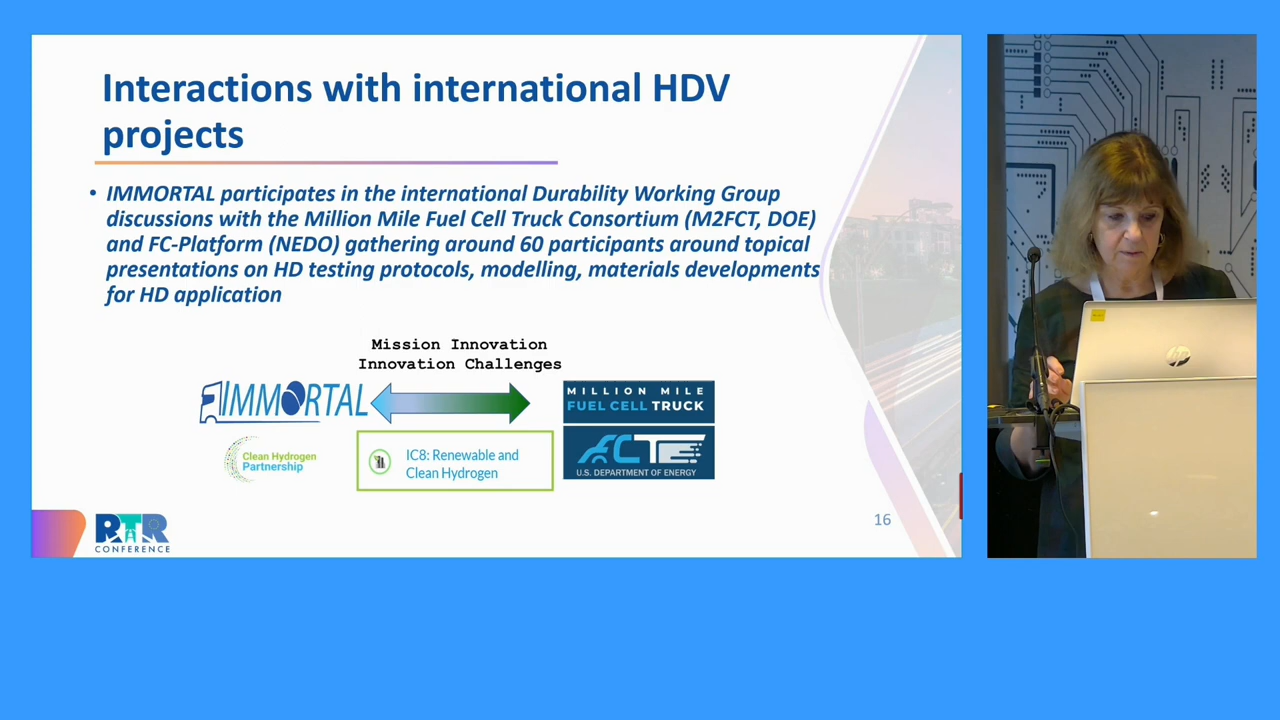 Interactions with international HDV
projects
• IMMORTAL participates in the international Durability Working Group
discussions with the Million Mile Fuel Cell Truck Consortium (M2FCT, DOE)
and FC-Platform (NEDO) gathering around 60 participants around topical
presentations on HD testing protocols, modelling, materials developments
for HD application
Mission Innovation
Innovation Challenges
IMMORTAL
MILLION MILE
FUEL CELL TRUCK
Clean Hydrogen
Partnership
IC8: Renewable and
Clean Hydrogen
FCTE
U.S. DEPARTMENT OF ENERGY
16
RTR
CONFERENCE
hp